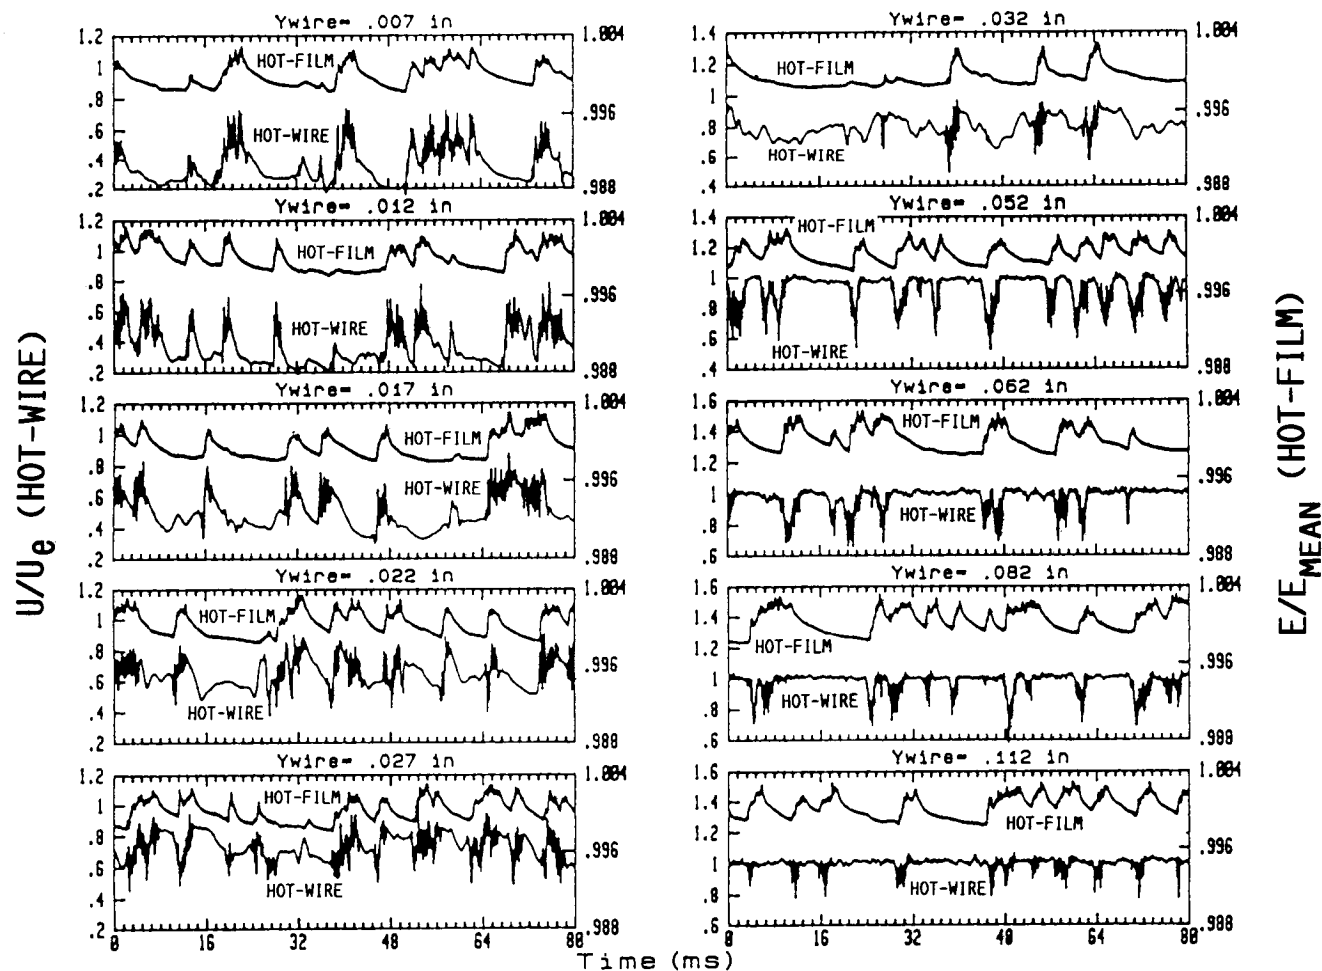 Ywire= .007 in
1.2
1
.8
.6
.4
.2
1.004
.996
.988
HOT-FILM
HOT-WIRE
Ywire= .012 in
1.2
1
.8
.6
.4
.2
1.004
.996
.988
HOT-FILM
HOT-WIRE
Ywire= .017 in
1.2
1
.8
.6
.4
.2
1.004
.996
.988
HOT-FILM
HOT-WIRE
Ywire= .022 in
1.2
1
.8
.6
.4
.2
1.004
.996
.988
HOT-FILM
HOT-WIRE
Ywire= .027 in
1.2
1
.8
.6
.4
.2
1.004
.996
.988
HOT-FILM
HOT-WIRE
0 16 32 48 64 80
Ywire= .032 in
1.4
1.2
1
.8
.6
.4
1.004
.996
.988
HOT-FILM
HOT-WIRE
Ywire= .052 in
1.4
1.2
1
.8
.6
.4
1.004
.996
.988
HOT-FILM
HOT-WIRE
Ywire= .062 in
1.6
1.4
1.2
1
.8
.6
1.004
.996
.988
HOT-FILM
HOT-WIRE
Ywire= .082 in
1.6
1.4
1.2
1
.8
.6
1.004
.996
.988
HOT-FILM
HOT-WIRE
Ywire= .112 in
1.6
1.4
1.2
1
.8
.6
1.004
.996
.988
HOT-FILM
HOT-WIRE
0 16 32 48 64 80
Time (ms)
U/Ue (HOT-WIRE)
E/EMEAN (HOT-FILM)